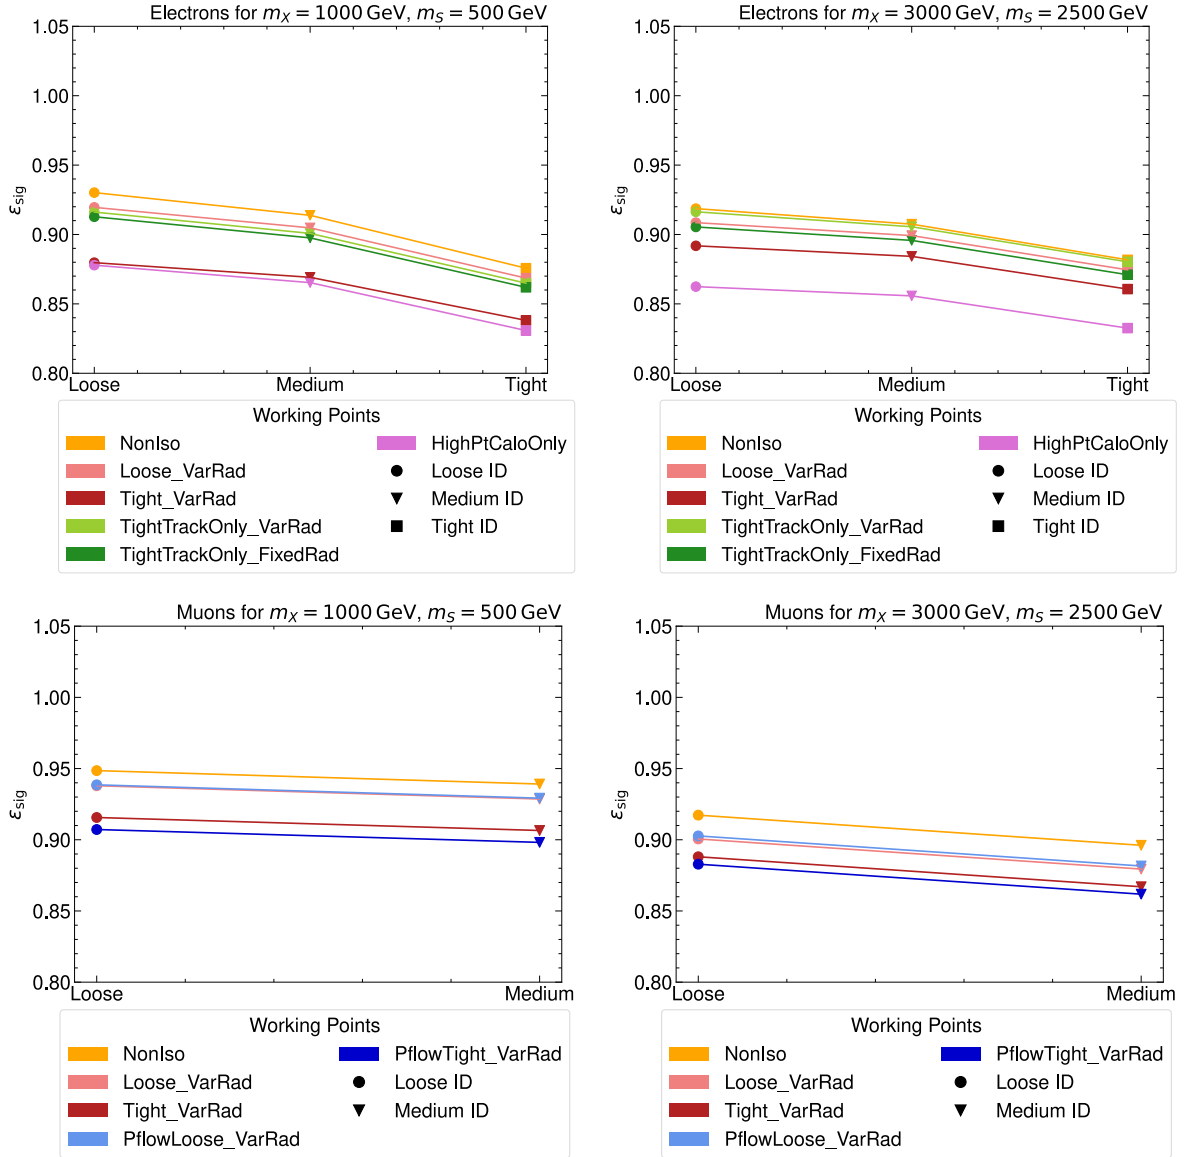 Electrons for m_X = 1000 GeV, m_S = 500 GeV
1.05
1.00
0.95
0.90
0.85
0.80
ε_sig
Loose Medium Tight
Working Points
NonIso
Loose_VarRad
Tight_VarRad
TightTrackOnly_VarRad
TightTrackOnly_FixedRad
HighPtCaloOnly
Loose ID
Medium ID
Tight ID
Electrons for m_X = 3000 GeV, m_S = 2500 GeV
1.05
1.00
0.95
0.90
0.85
0.80
ε_sig
Loose Medium Tight
Working Points
NonIso
Loose_VarRad
Tight_VarRad
TightTrackOnly_VarRad
TightTrackOnly_FixedRad
HighPtCaloOnly
Loose ID
Medium ID
Tight ID
Muons for m_X = 1000 GeV, m_S = 500 GeV
1.05
1.00
0.95
0.90
0.85
0.80
ε_sig
Loose Medium
Working Points
NonIso
Loose_VarRad
Tight_VarRad
PflowLoose_VarRad
PflowTight_VarRad
Loose ID
Medium ID
Muons for m_X = 3000 GeV, m_S = 2500 GeV
1.05
1.00
0.95
0.90
0.85
0.80
ε_sig
Loose Medium
Working Points
NonIso
Loose_VarRad
Tight_VarRad
PflowLoose_VarRad
PflowTight_VarRad
Loose ID
Medium ID